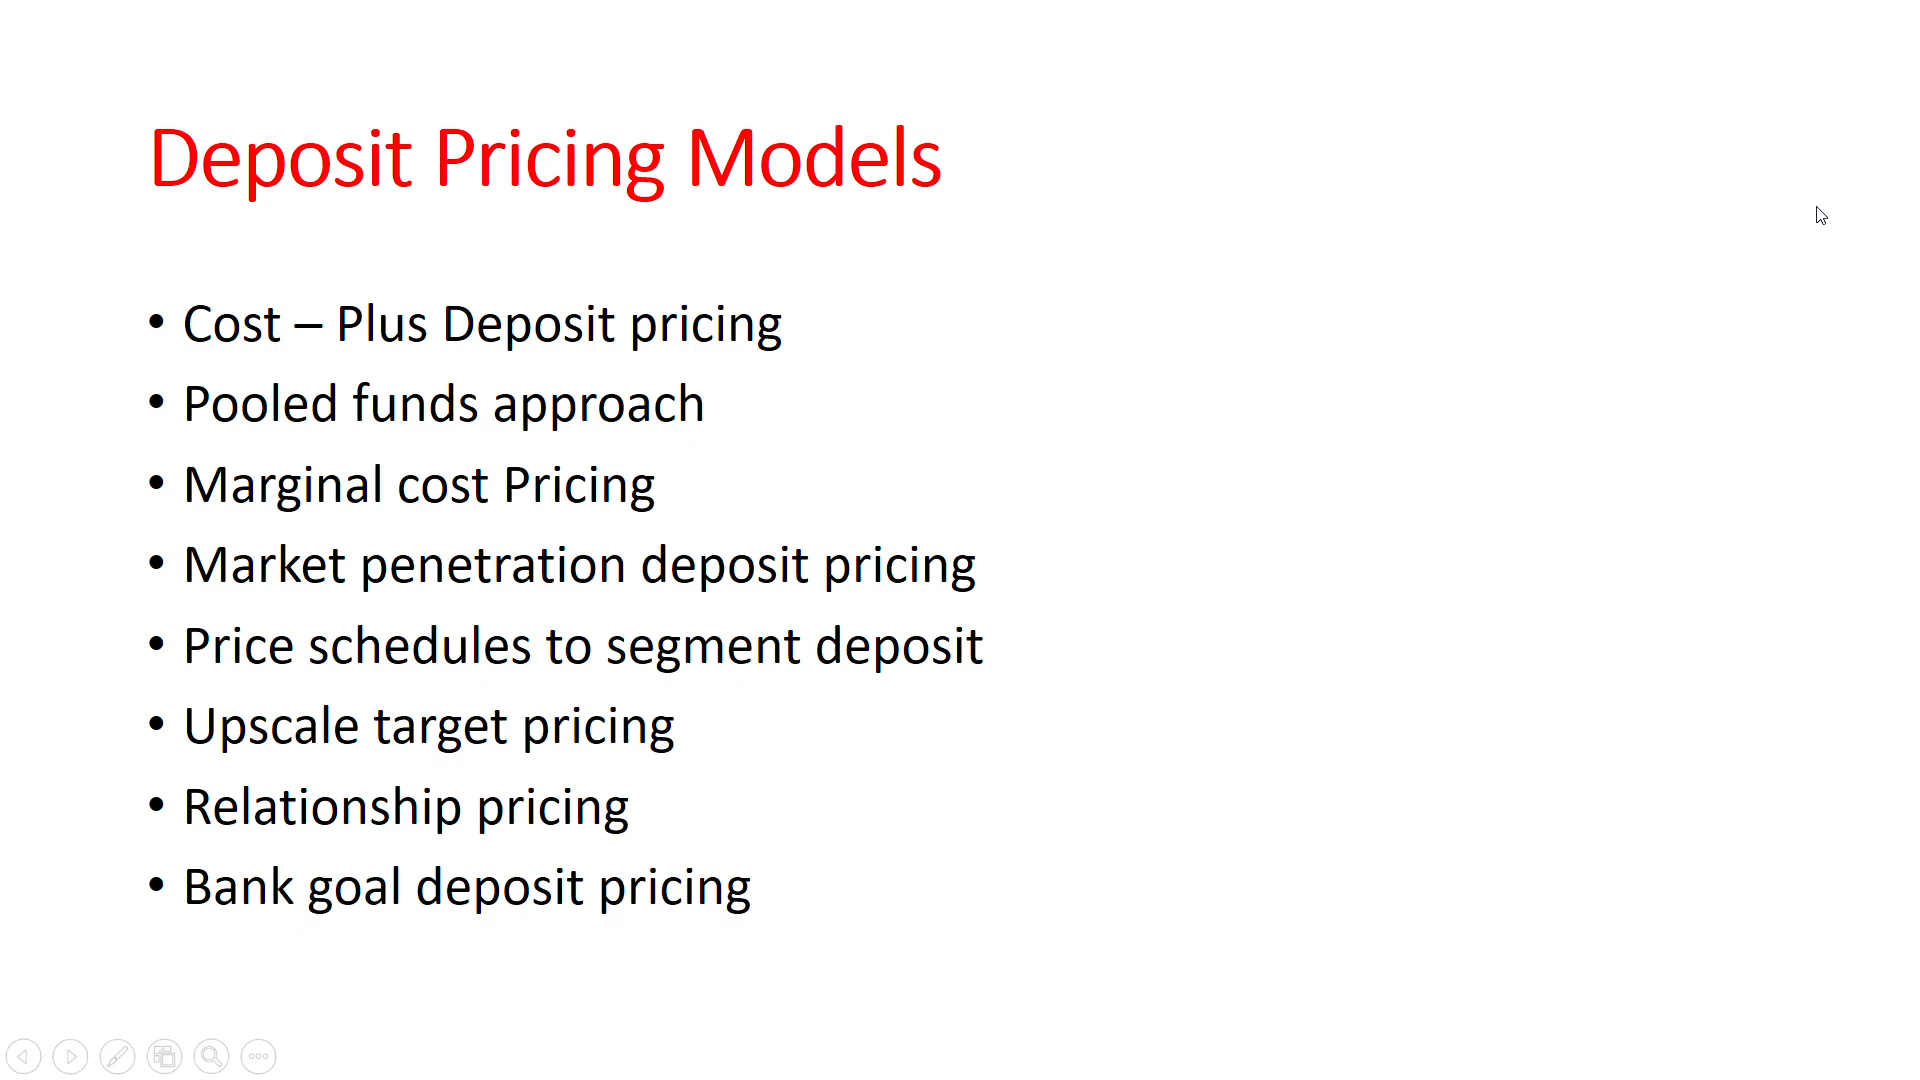 Deposit Pricing Models
• Cost – Plus Deposit pricing
• Pooled funds approach
• Marginal cost Pricing
• Market penetration deposit pricing
• Price schedules to segment deposit
• Upscale target pricing
• Relationship pricing
• Bank goal deposit pricing